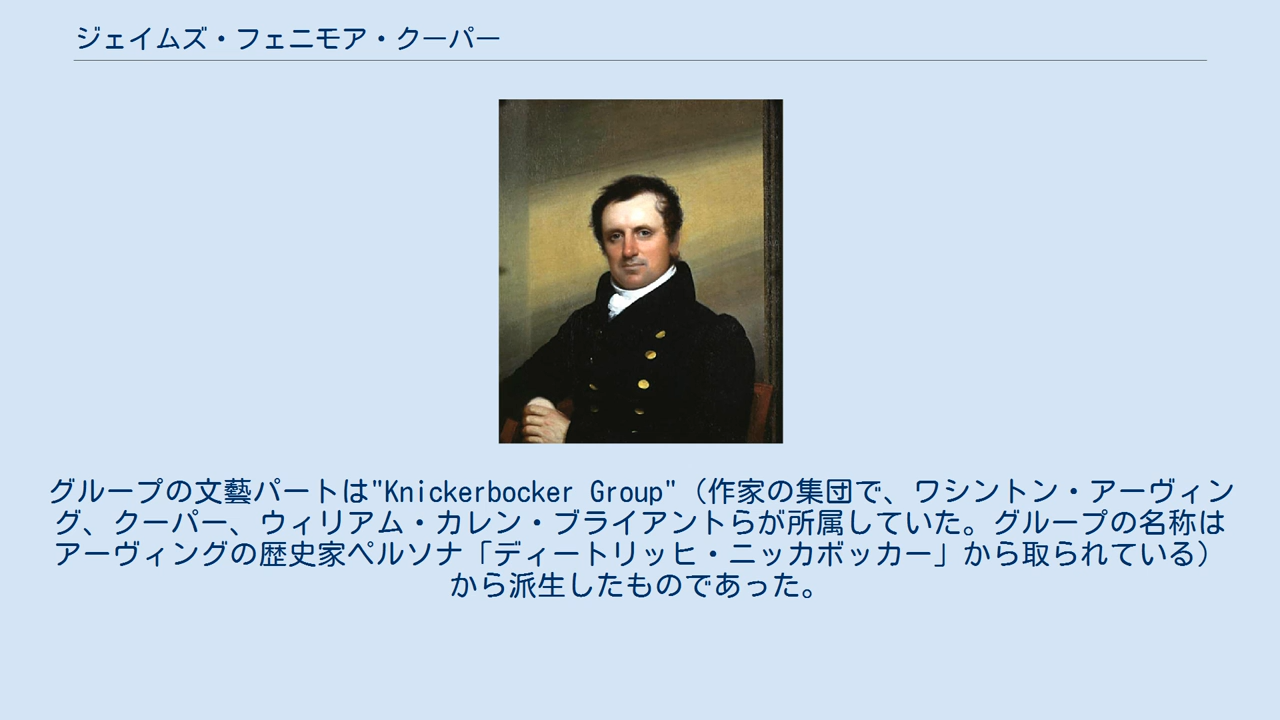 ジェイムズ・フェニモア・クーパー
グループの文藝パートは"Knickerbocker Group"（作家の集団で、ワシントン・アーヴィン
グ、クーパー、ウィリアム・カレン・ブライアントらが所属していた。グループの名称は
アーヴィングの歴史家ペルソナ「ディートリッヒ・ニッカボッカー」から取られている）
から派生したものであった。